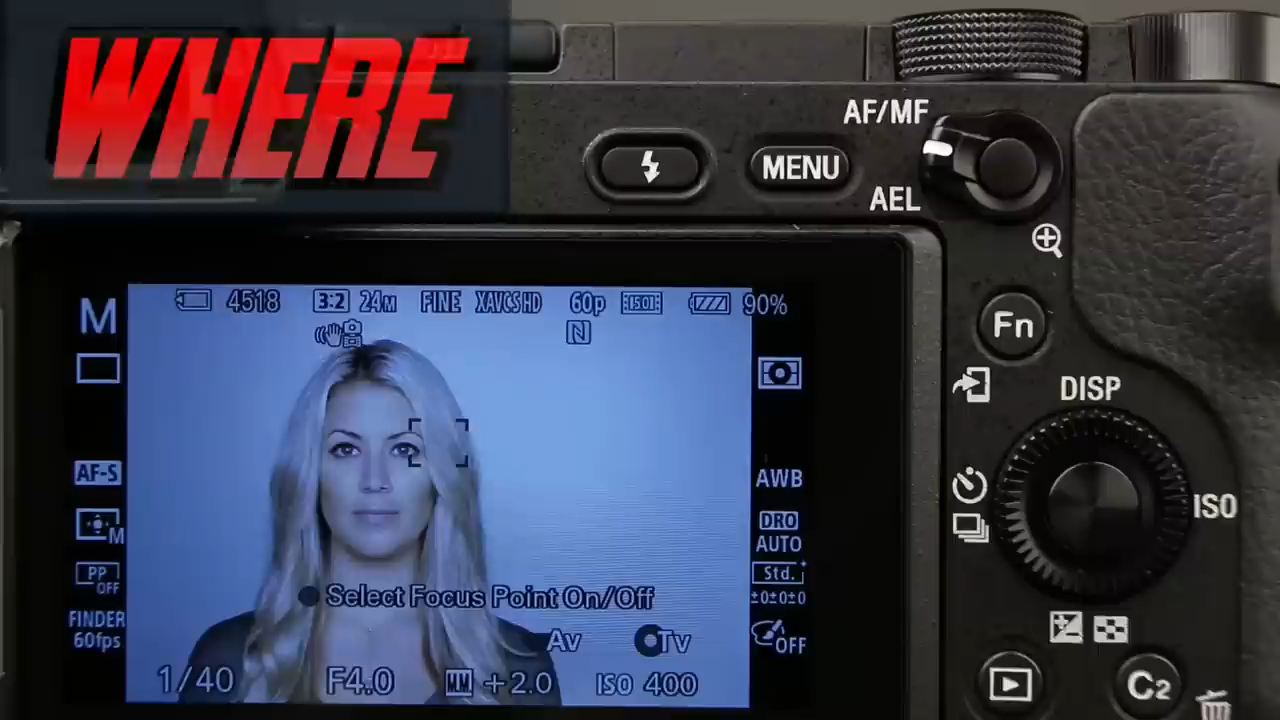 WHERE
AF/MF
MENU
AEL
M
4518
3:2
24M
FINE
XAVC S HD
60p
90%
N
Fn
DISP
AF-S
M
AWB
DRO
AUTO
ISO
PP
OFF
Std.
±0±0±0
FINDER
60fps
Select Focus Point On/Off
Av
Tv
OFF
1/40
F4.0
MM
+2.0
ISO 400
C2